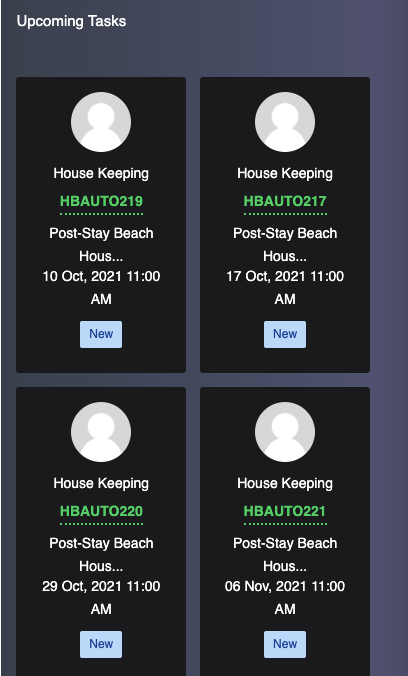 Upcoming Tasks
House Keeping
HBAUTO219
Post-Stay Beach
Hous...
10 Oct, 2021 11:00
AM
New
House Keeping
HBAUTO217
Post-Stay Beach
Hous...
17 Oct, 2021 11:00
AM
New
House Keeping
HBAUTO220
Post-Stay Beach
Hous...
29 Oct, 2021 11:00
AM
New
House Keeping
HBAUTO221
Post-Stay Beach
Hous...
06 Nov, 2021 11:00
AM
New